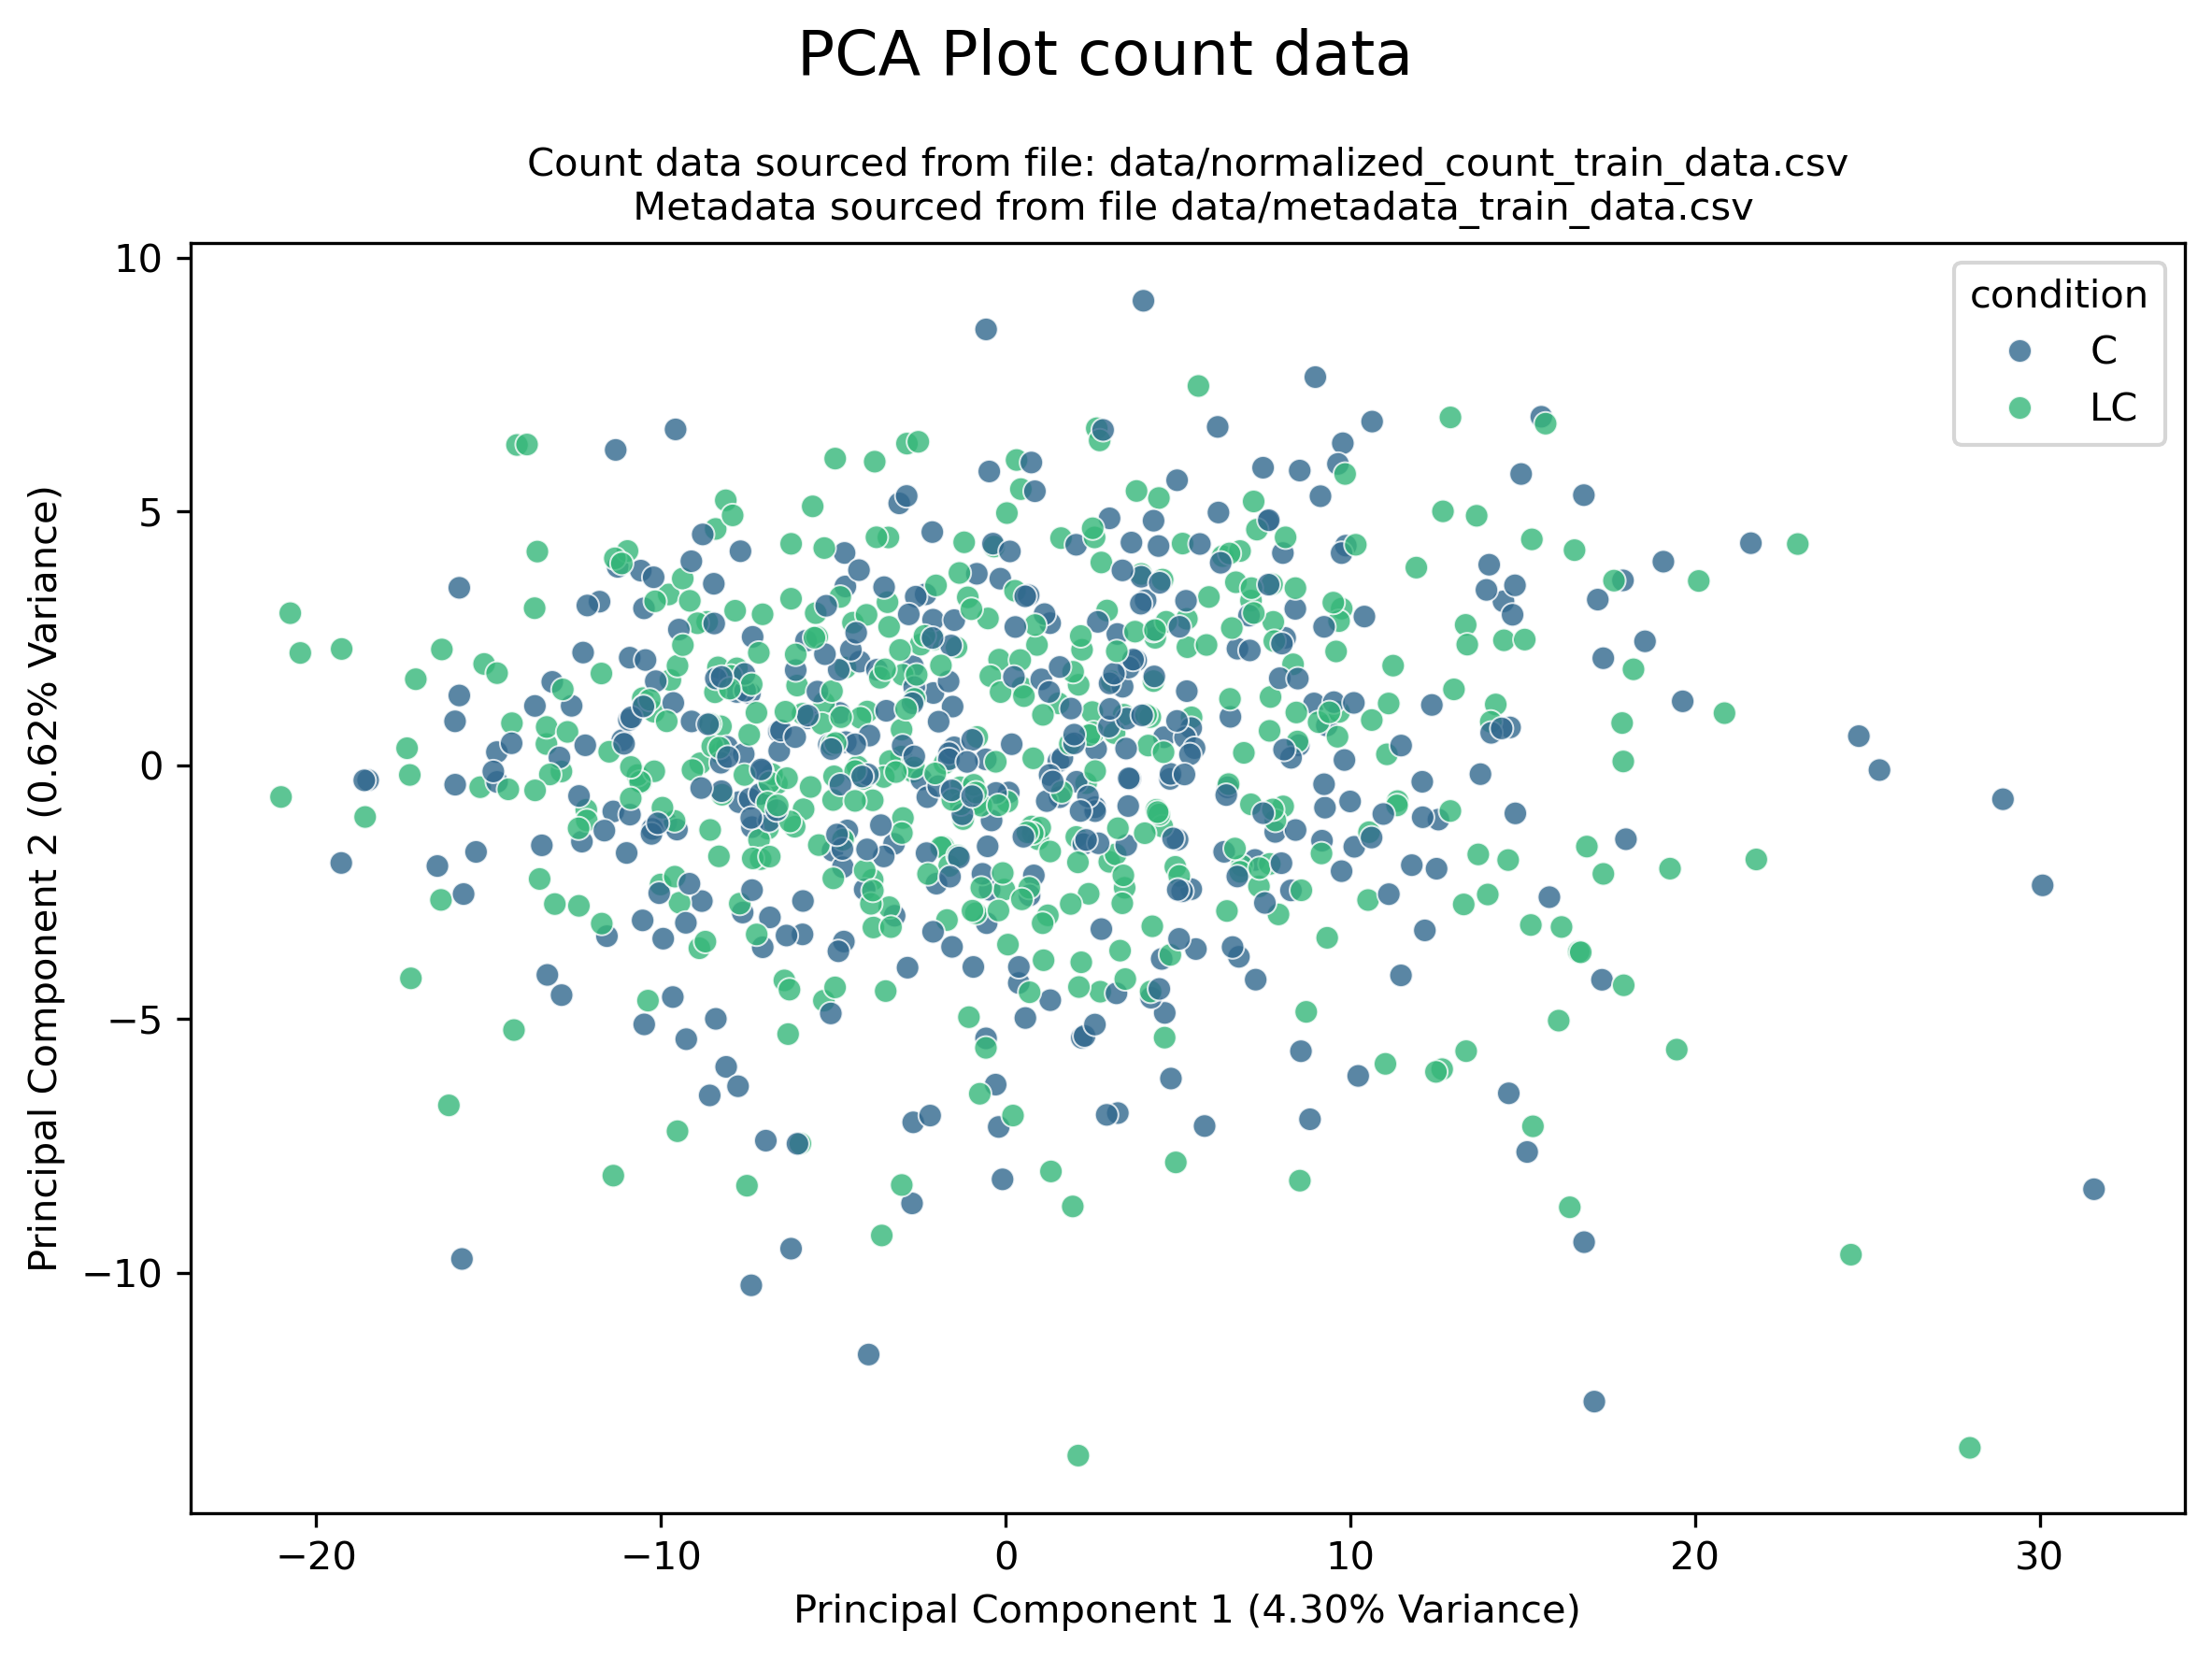 PCA Plot count data
Count data sourced from file: data/normalized_count_train_data.csv
Metadata sourced from file data/metadata_train_data.csv
condition
C
LC
Principal Component 2 (0.62% Variance)
10
5
0
−5
−10
−20
−10
0
10
20
30
Principal Component 1 (4.30% Variance)